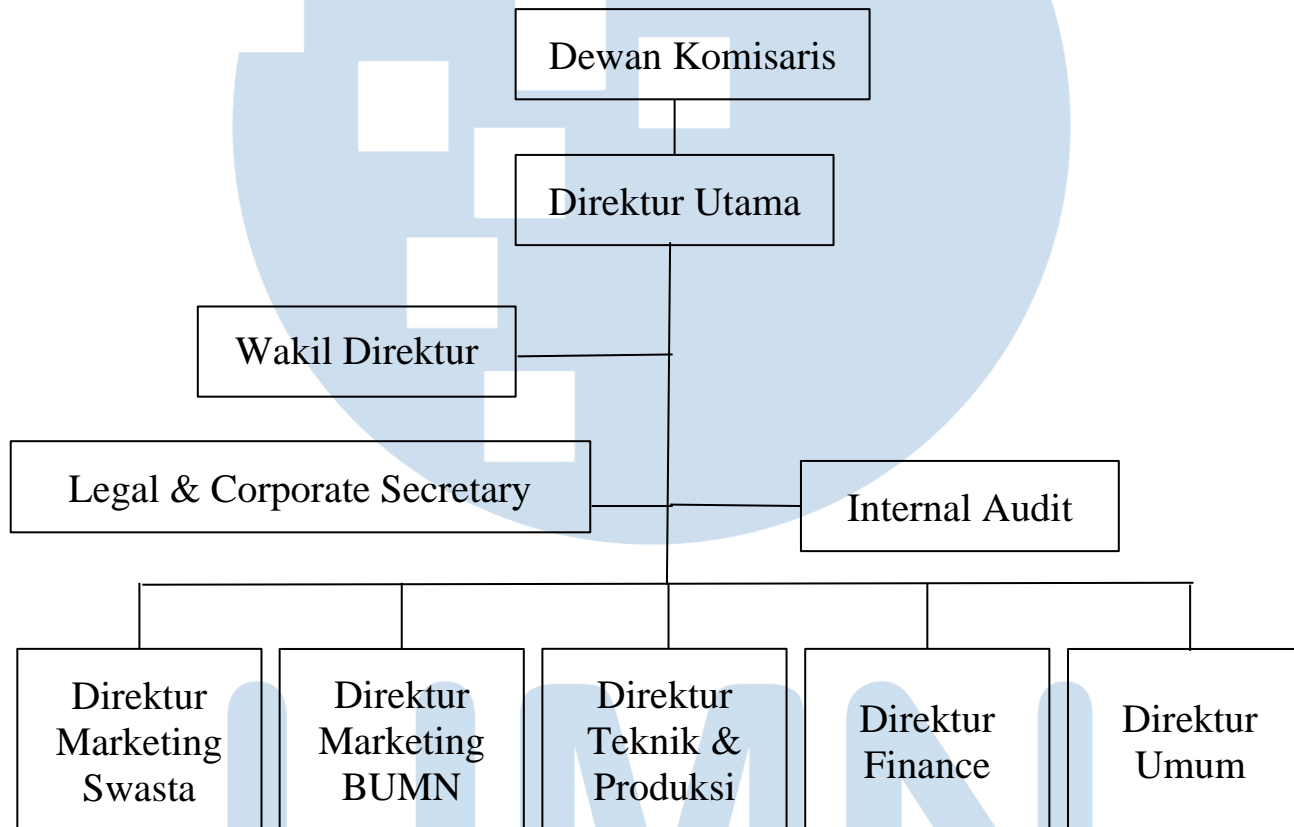 Dewan Komisaris
Direktur Utama
Wakil Direktur
Legal & Corporate Secretary
Internal Audit
Direktur
Marketing
Swasta
Direktur
Marketing
BUMN
Direktur
Teknik &
Produksi
Direktur
Finance
Direktur
Umum
UMN